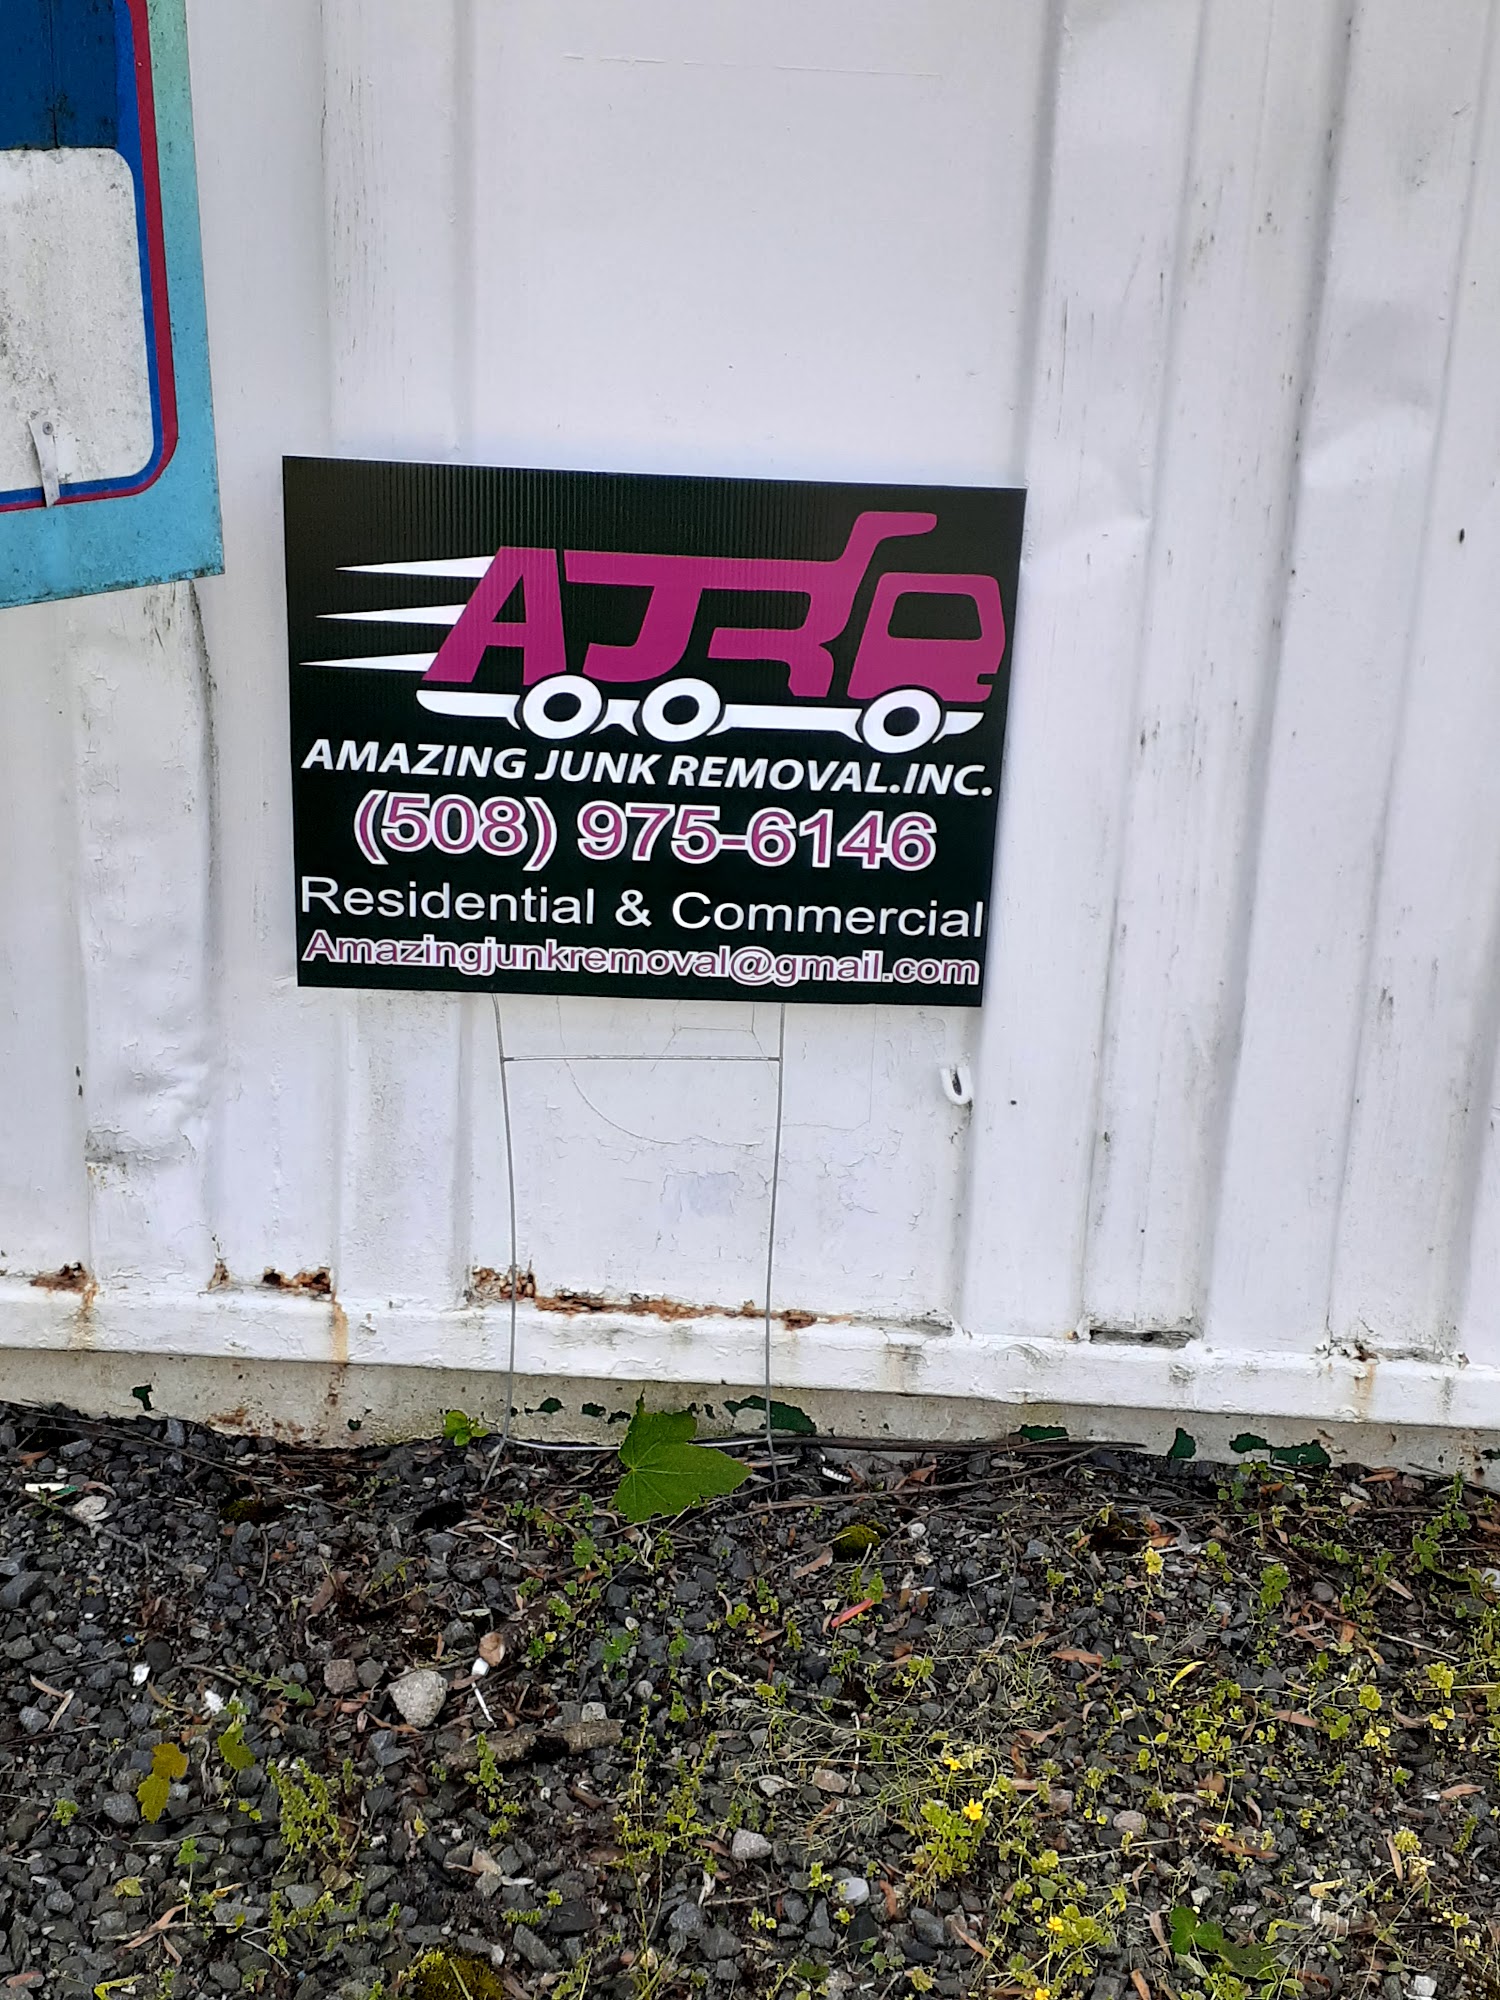 AJR
AMAZING JUNK REMOVAL.INC.
(508) 975-6146
Residential & Commercial
Amazingjunkremoval@gmail.com